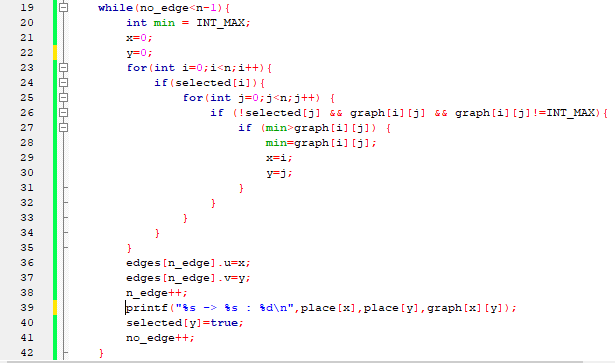 19 while(no_edge<n-1){
20 int min = INT_MAX;
21 x=0;
22 y=0;
23 for(int i=0;i<n;i++){
24 if(selected[i]){
25 for(int j=0;j<n;j++) {
26 if (!selected[j] && graph[i][j] && graph[i][j]!=INT_MAX){
27 if (min>graph[i][j]) {
28 min=graph[i][j];
29 x=i;
30 y=j;
31 }
32 }
33 }
34 }
35 }
36 edges[n_edge].u=x;
37 edges[n_edge].v=y;
38 n_edge++;
39 printf("%s -> %s : %d\n",place[x],place[y],graph[x][y]);
40 selected[y]=true;
41 no_edge++;
42 }